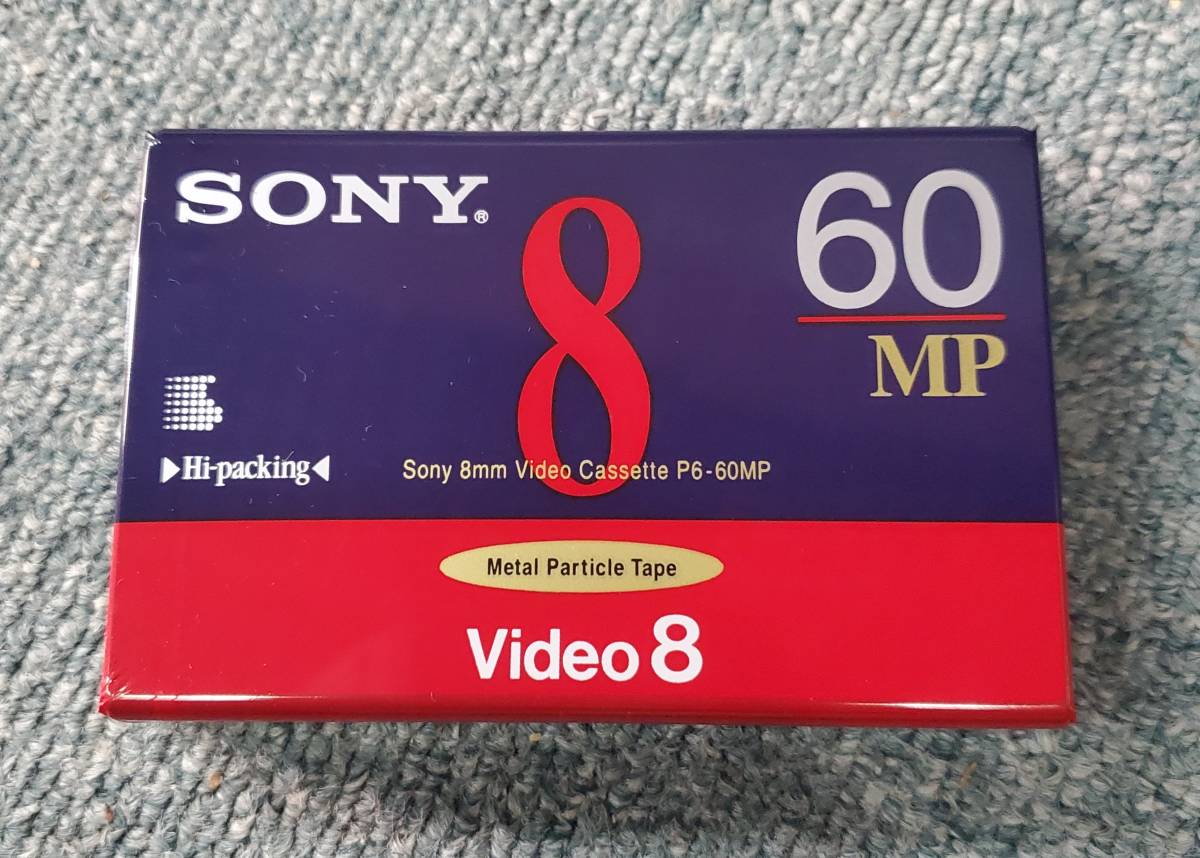 SONY®
8
60
MP
Hi-packing
Sony 8mm Video Cassette P6-60MP
Metal Particle Tape
Video 8